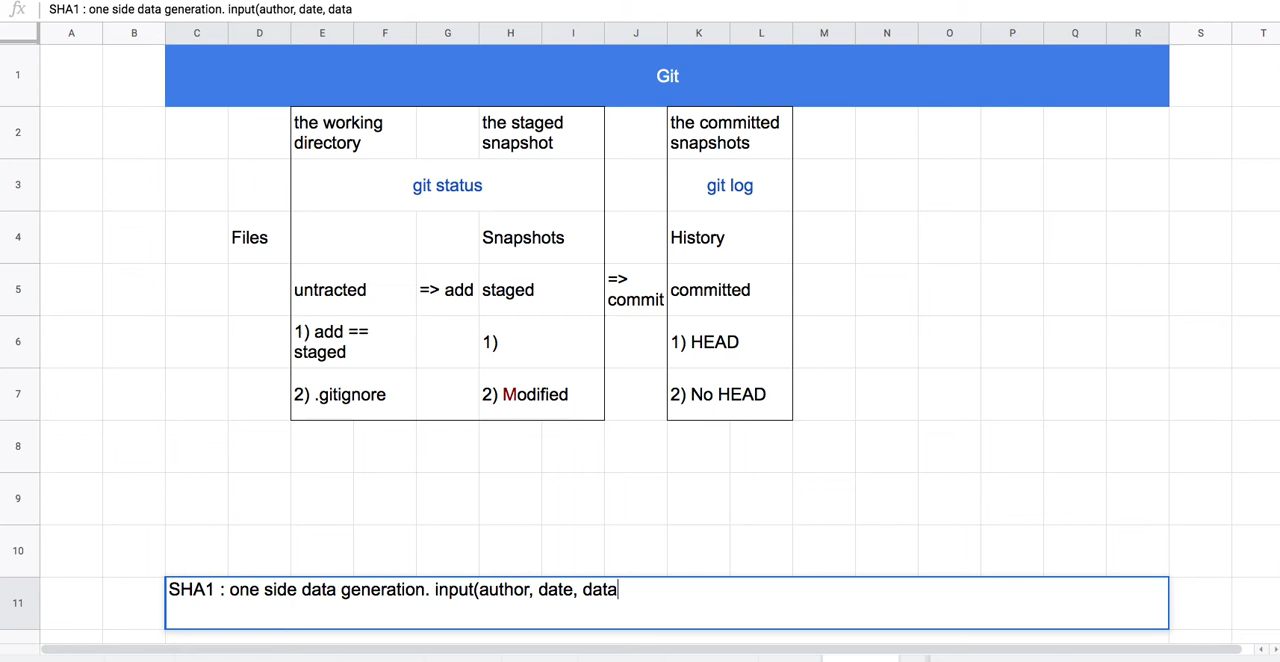 fx SHA1 : one side data generation. input(author, date, data
A B C D E F G H I J K L M N O P Q R S T
1 Git
2 the working directory the staged snapshot the committed snapshots
3 git status git log
4 Files Snapshots History
5 untracted => add staged => commit committed
6 1) add == staged 1) 1) HEAD
7 2) .gitignore 2) Modified 2) No HEAD
8
9
10
11 SHA1 : one side data generation. input(author, date, data